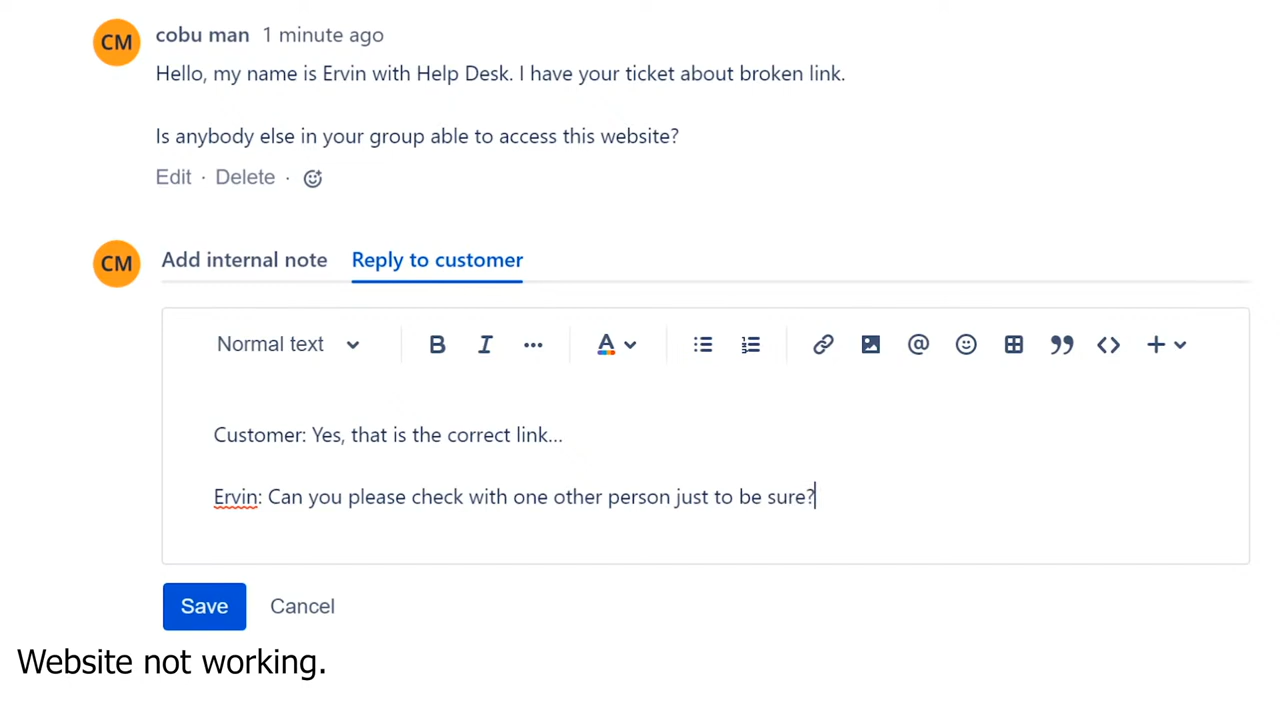 CM cobu man 1 minute ago
Hello, my name is Ervin with Help Desk. I have your ticket about broken link.
Is anybody else in your group able to access this website?
Edit · Delete ·
CM Add internal note Reply to customer
Normal text B I ... A @ +
Customer: Yes, that is the correct link...
Ervin: Can you please check with one other person just to be sure?
Save Cancel
Website not working.